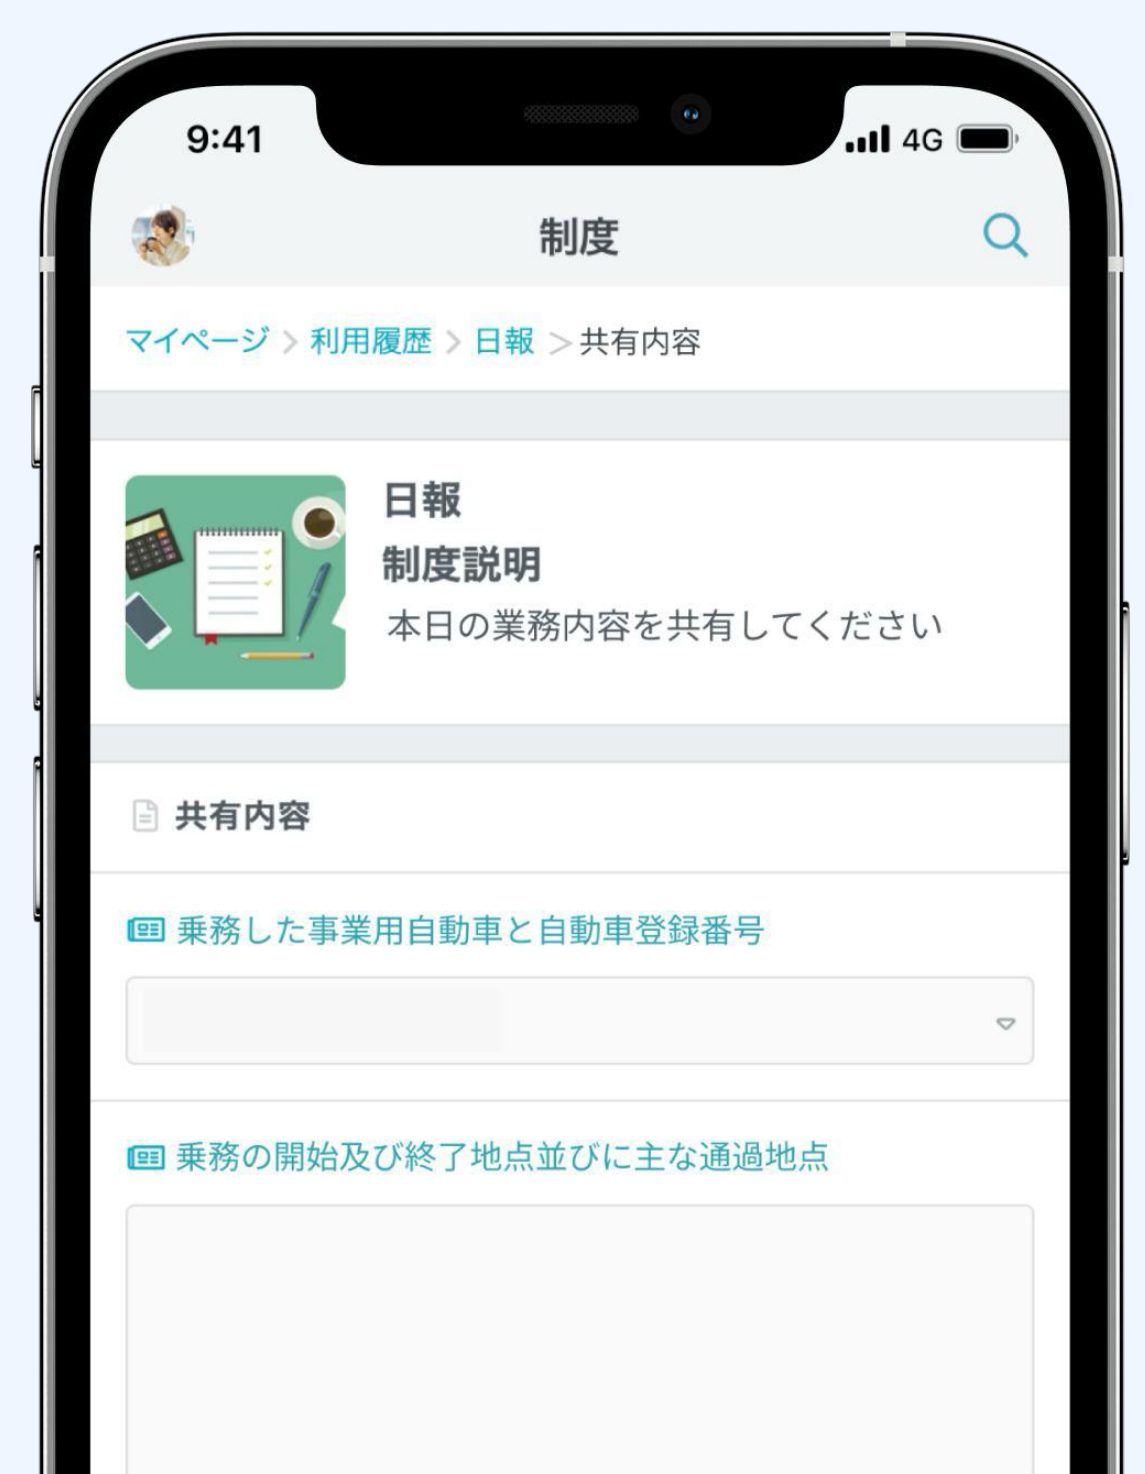 9:41 4G
制度
マイページ > 利用履歴 > 日報 > 共有内容
日報
制度説明
本日の業務内容を共有してください
共有内容
乗務した事業用自動車と自動車登録番号
乗務の開始及び終了地点並びに主な通過地点